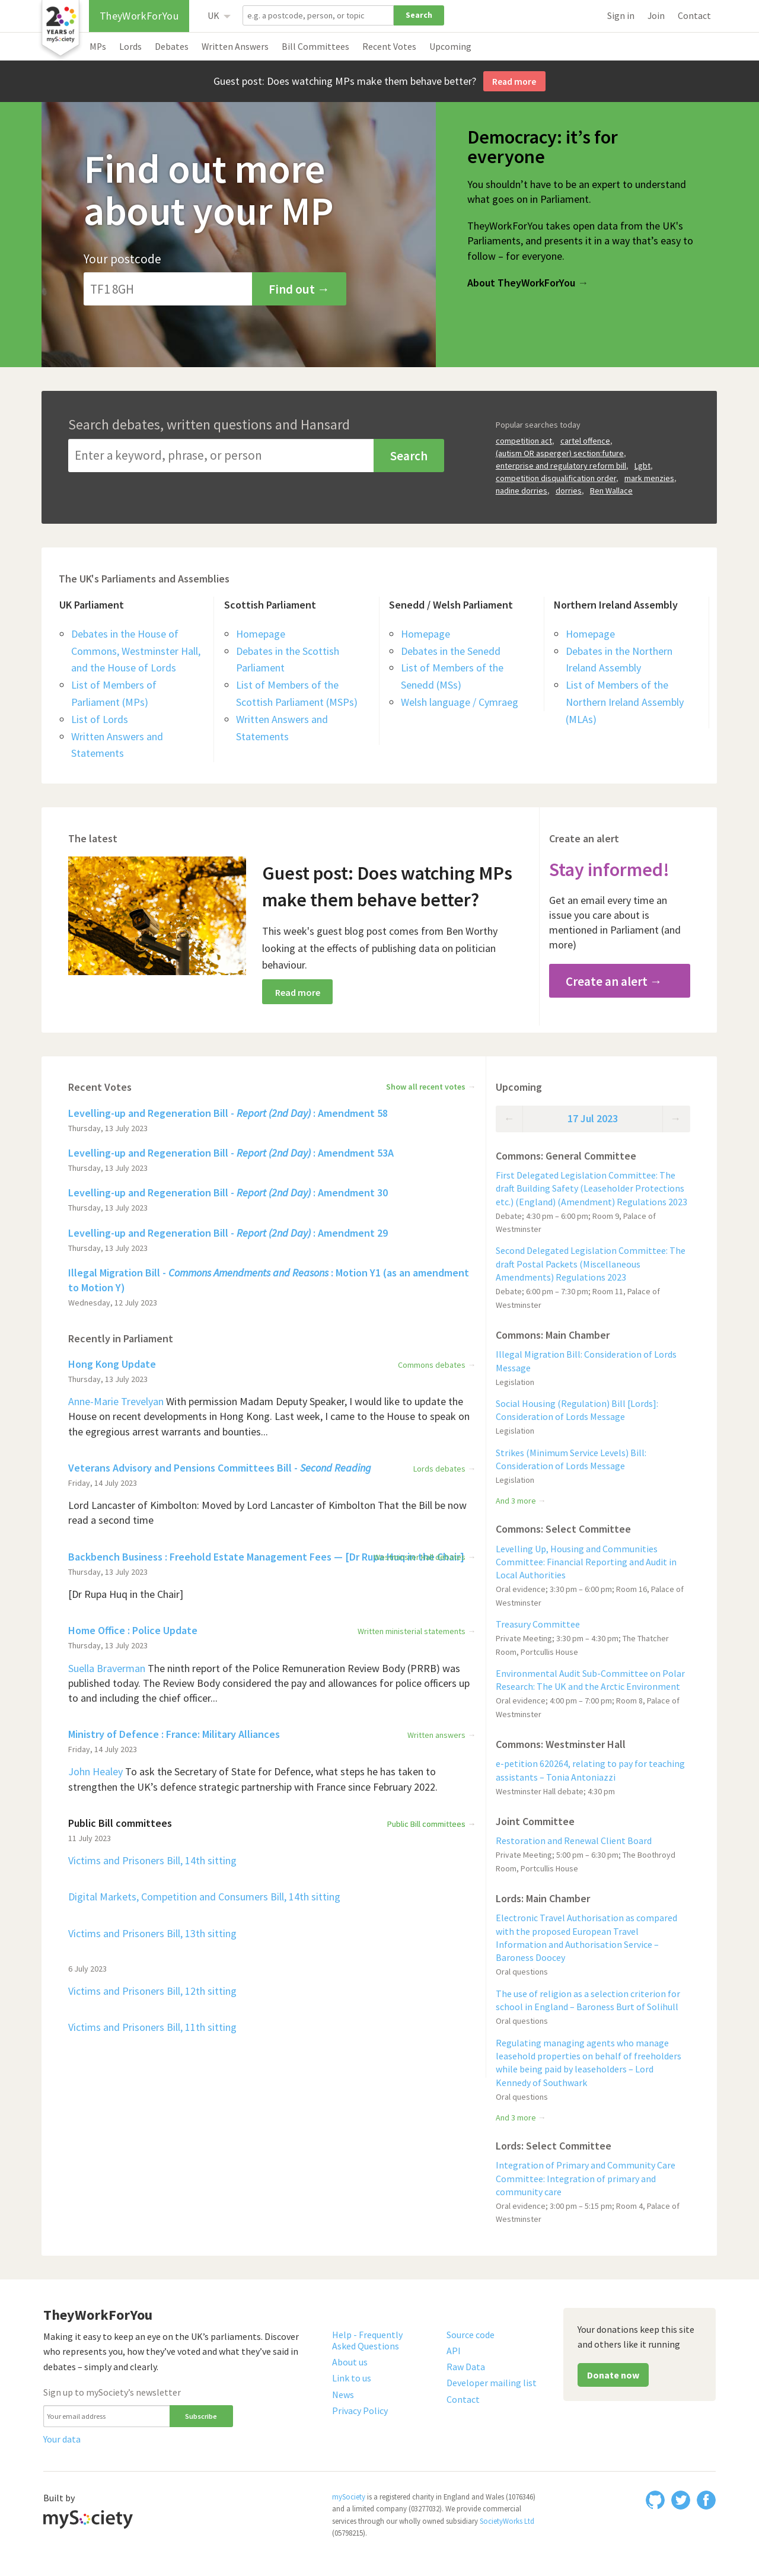 20
YEARS of
mySociety
TheyWorkForYou
UK
e.g. a postcode, person, or topic
Search
Sign in
Join
Contact
MPs
Lords
Debates
Written Answers
Bill Committees
Recent Votes
Upcoming
Guest post: Does watching MPs make them behave better?
Read more
Find out more
about your MP
Your postcode
TF1 8GH
Find out →
Democracy: it’s for
everyone
You shouldn’t have to be an expert to understand
what goes on in Parliament.
TheyWorkForYou takes open data from the UK's
Parliaments, and presents it in a way that’s easy to
follow – for everyone.
About TheyWorkForYou →
Search debates, written questions and Hansard
Enter a keyword, phrase, or person
Search
Popular searches today
competition act, cartel offence,
(autism OR asperger) section:future,
enterprise and regulatory reform bill, Lgbt,
competition disqualification order, mark menzies,
nadine dorries, dorries, Ben Wallace
The UK's Parliaments and Assemblies
UK Parliament
Debates in the House of
Commons, Westminster Hall,
and the House of Lords
List of Members of
Parliament (MPs)
List of Lords
Written Answers and
Statements
Scottish Parliament
Homepage
Debates in the Scottish
Parliament
List of Members of the
Scottish Parliament (MSPs)
Written Answers and
Statements
Senedd / Welsh Parliament
Homepage
Debates in the Senedd
List of Members of the
Senedd (MSs)
Welsh language / Cymraeg
Northern Ireland Assembly
Homepage
Debates in the Northern
Ireland Assembly
List of Members of the
Northern Ireland Assembly
(MLAs)
The latest
Guest post: Does watching MPs
make them behave better?
This week's guest blog post comes from Ben Worthy
looking at the effects of publishing data on politician
behaviour.
Read more
Create an alert
Stay informed!
Get an email every time an
issue you care about is
mentioned in Parliament (and
more)
Create an alert →
Recent Votes
Show all recent votes →
Levelling-up and Regeneration Bill - Report (2nd Day) : Amendment 58
Thursday, 13 July 2023
Levelling-up and Regeneration Bill - Report (2nd Day) : Amendment 53A
Thursday, 13 July 2023
Levelling-up and Regeneration Bill - Report (2nd Day) : Amendment 30
Thursday, 13 July 2023
Levelling-up and Regeneration Bill - Report (2nd Day) : Amendment 29
Thursday, 13 July 2023
Illegal Migration Bill - Commons Amendments and Reasons : Motion Y1 (as an amendment
to Motion Y)
Wednesday, 12 July 2023
Recently in Parliament
Hong Kong Update
Commons debates →
Thursday, 13 July 2023
Anne-Marie Trevelyan With permission Madam Deputy Speaker, I would like to update the
House on recent developments in Hong Kong. Last week, I came to the House to speak on
the egregious arrest warrants and bounties...
Veterans Advisory and Pensions Committees Bill - Second Reading
Lords debates →
Friday, 14 July 2023
Lord Lancaster of Kimbolton: Moved by Lord Lancaster of Kimbolton That the Bill be now
read a second time
Backbench Business : Freehold Estate Management Fees — [Dr Rupa Huq in the Chair]
Thursday, 13 July 2023
[Dr Rupa Huq in the Chair]
Home Office : Police Update
Written ministerial statements →
Thursday, 13 July 2023
Suella Braverman The ninth report of the Police Remuneration Review Body (PRRB) was
published today. The Review Body considered the pay and allowances for police officers up
to and including the chief officer...
Ministry of Defence : France: Military Alliances
Written answers →
Friday, 14 July 2023
John Healey To ask the Secretary of State for Defence, what steps he has taken to
strengthen the UK’s defence strategic partnership with France since February 2022.
Public Bill committees
Public Bill committees →
11 July 2023
Victims and Prisoners Bill, 14th sitting
Digital Markets, Competition and Consumers Bill, 14th sitting
Victims and Prisoners Bill, 13th sitting
6 July 2023
Victims and Prisoners Bill, 12th sitting
Victims and Prisoners Bill, 11th sitting
Upcoming
← 17 Jul 2023 →
Commons: General Committee
First Delegated Legislation Committee: The
draft Building Safety (Leaseholder Protections
etc.) (England) (Amendment) Regulations 2023
Debate; 4:30 pm – 6:00 pm; Room 9, Palace of
Westminster
Second Delegated Legislation Committee: The
draft Postal Packets (Miscellaneous
Amendments) Regulations 2023
Debate; 6:00 pm – 7:30 pm; Room 11, Palace of
Westminster
Commons: Main Chamber
Illegal Migration Bill: Consideration of Lords
Message
Legislation
Social Housing (Regulation) Bill [Lords]:
Consideration of Lords Message
Legislation
Strikes (Minimum Service Levels) Bill:
Consideration of Lords Message
Legislation
And 3 more →
Commons: Select Committee
Levelling Up, Housing and Communities
Committee: Financial Reporting and Audit in
Local Authorities
Oral evidence; 3:30 pm – 6:00 pm; Room 16, Palace of
Westminster
Treasury Committee
Private Meeting; 3:30 pm – 4:30 pm; The Thatcher
Room, Portcullis House
Environmental Audit Sub-Committee on Polar
Research: The UK and the Arctic Environment
Oral evidence; 4:00 pm – 7:00 pm; Room 8, Palace of
Westminster
Commons: Westminster Hall
e-petition 620264, relating to pay for teaching
assistants – Tonia Antoniazzi
Westminster Hall debate; 4:30 pm
Joint Committee
Restoration and Renewal Client Board
Private Meeting; 5:00 pm – 6:30 pm; The Boothroyd
Room, Portcullis House
Lords: Main Chamber
Electronic Travel Authorisation as compared
with the proposed European Travel
Information and Authorisation Service –
Baroness Doocey
Oral questions
The use of religion as a selection criterion for
school in England – Baroness Burt of Solihull
Oral questions
Regulating managing agents who manage
leasehold properties on behalf of freeholders
while being paid by leaseholders – Lord
Kennedy of Southwark
Oral questions
And 3 more →
Lords: Select Committee
Integration of Primary and Community Care
Committee: Integration of primary and
community care
Oral evidence; 3:00 pm – 5:15 pm; Room 4, Palace of
Westminster
TheyWorkForYou
Making it easy to keep an eye on the UK’s parliaments. Discover
who represents you, how they’ve voted and what they’ve said in
debates – simply and clearly.
Sign up to mySociety’s newsletter
Your email address
Subscribe
Your data
Help - Frequently
Asked Questions
About us
Link to us
News
Privacy Policy
Source code
API
Raw Data
Developer mailing list
Contact
Your donations keep this site
and others like it running
Donate now
Built by
mySociety
mySociety is a registered charity in England and Wales (1076346)
and a limited company (03277032). We provide commercial
services through our wholly owned subsidiary SocietyWorks Ltd
(05798215).